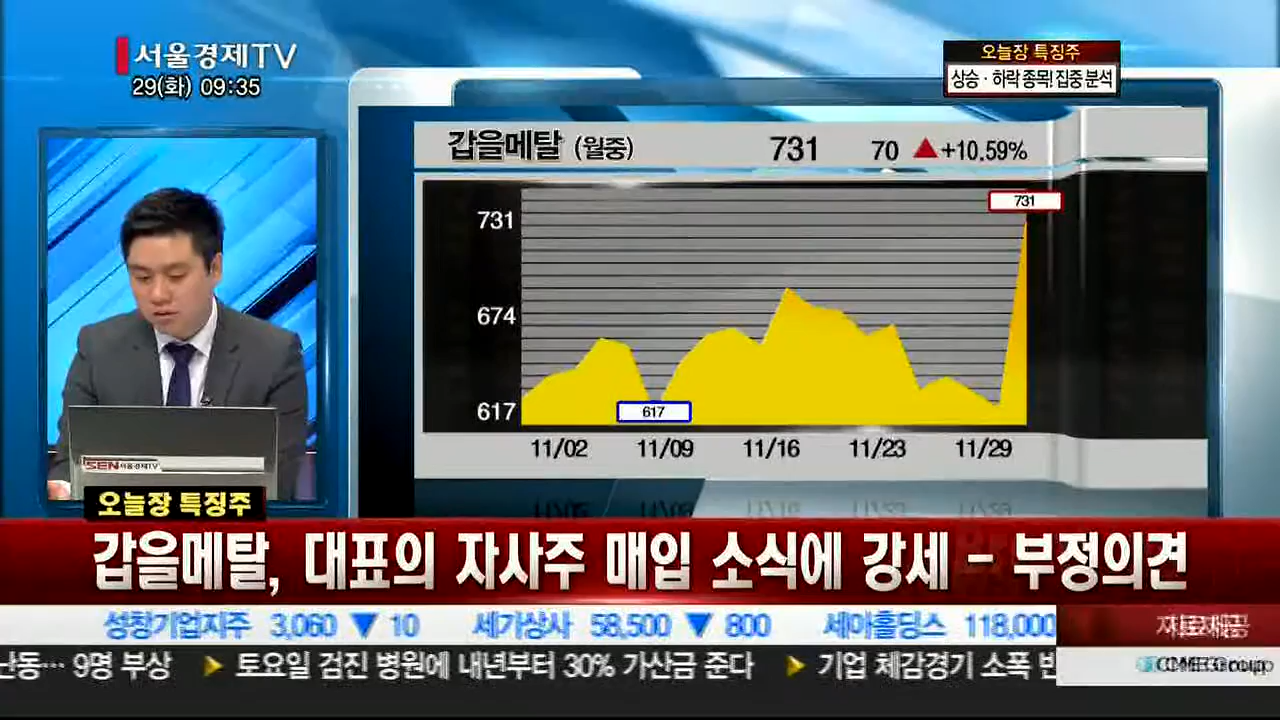 서울경제TV
29(화) 09:35
오늘장 특징주
상승·하락 종목! 집중 분석
갑을메탈 (월중) 731 70 ▲+10.59%
731
731
674
617
617
11/02 11/09 11/16 11/23 11/29
SEN 서울경제TV
오늘장 특징주
갑을메탈, 대표의 자사주 매입 소식에 강세 - 부정의견
성창기업지주 3,060 ▼ 10 세기상사 58,500 ▼ 800 세아홀딩스 118,000
난동… 9명 부상 ▶ 토요일 검진 병원에 내년부터 30% 가산금 준다 ▶ 기업 체감경기 소폭
CME Group